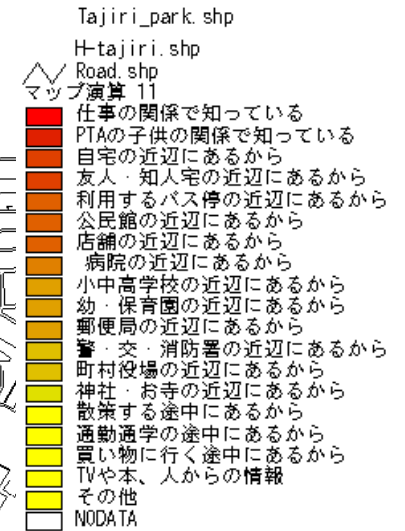 Tajiri_park.shp
H-tajiri.shp
Road.shp
マップ演算 11
仕事の関係で知っている
PTAの子供の関係で知っている
自宅の近辺にあるから
友人・知人宅の近辺にあるから
利用するバス停の近辺にあるから
公民館の近辺にあるから
店舗の近辺にあるから
病院の近辺にあるから
小中高学校の近辺にあるから
幼・保育園の近辺にあるから
郵便局の近辺にあるから
警・交・消防署の近辺にあるから
町村役場の近辺にあるから
神社・お寺の近辺にあるから
散策する途中にあるから
通勤通学の途中にあるから
買い物に行く途中にあるから
TVや本、人からの情報
その他
NODATA